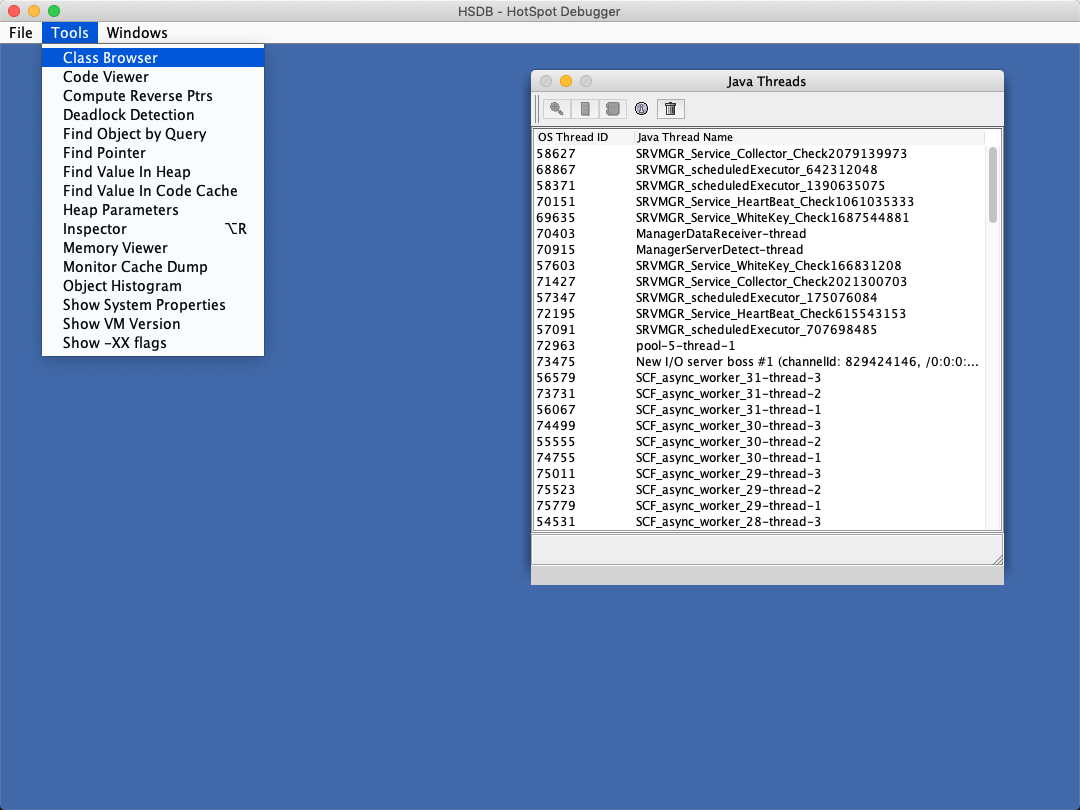 HSDB - HotSpot Debugger
File Tools Windows
Class Browser
Code Viewer
Compute Reverse Ptrs
Deadlock Detection
Find Object by Query
Find Pointer
Find Value In Heap
Find Value In Code Cache
Heap Parameters
Inspector ⌥R
Memory Viewer
Monitor Cache Dump
Object Histogram
Show System Properties
Show VM Version
Show -XX flags
Java Threads
OS Thread ID Java Thread Name
58627 SRVMGR_Service_Collector_Check2079139973
68867 SRVMGR_scheduledExecutor_642312048
58371 SRVMGR_scheduledExecutor_1390635075
70151 SRVMGR_Service_HeartBeat_Check1061035333
69635 SRVMGR_Service_WhiteKey_Check1687544881
70403 ManagerDataReceiver-thread
70915 ManagerServerDetect-thread
57603 SRVMGR_Service_WhiteKey_Check166831208
71427 SRVMGR_Service_Collector_Check2021300703
57347 SRVMGR_scheduledExecutor_175076084
72195 SRVMGR_Service_HeartBeat_Check615543153
57091 SRVMGR_scheduledExecutor_707698485
72963 pool-5-thread-1
73475 New I/O server boss #1 (channelId: 829424146, /0:0:0:...
56579 SCF_async_worker_31-thread-3
73731 SCF_async_worker_31-thread-2
56067 SCF_async_worker_31-thread-1
74499 SCF_async_worker_30-thread-3
55555 SCF_async_worker_30-thread-2
74755 SCF_async_worker_30-thread-1
75011 SCF_async_worker_29-thread-3
75523 SCF_async_worker_29-thread-2
75779 SCF_async_worker_29-thread-1
54531 SCF_async_worker_28-thread-3